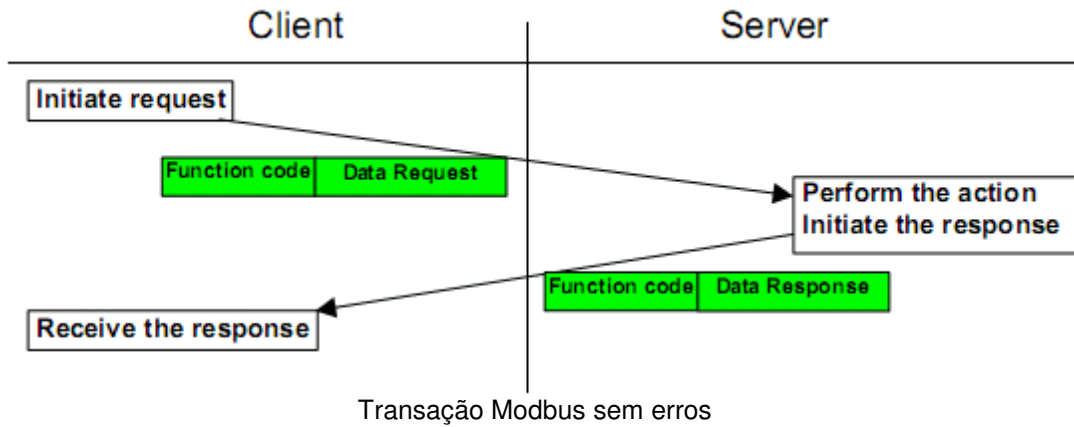 Client
Server
Initiate request
Function code
Data Request
Perform the action
Initiate the response
Function code
Data Response
Receive the response
Transação Modbus sem erros